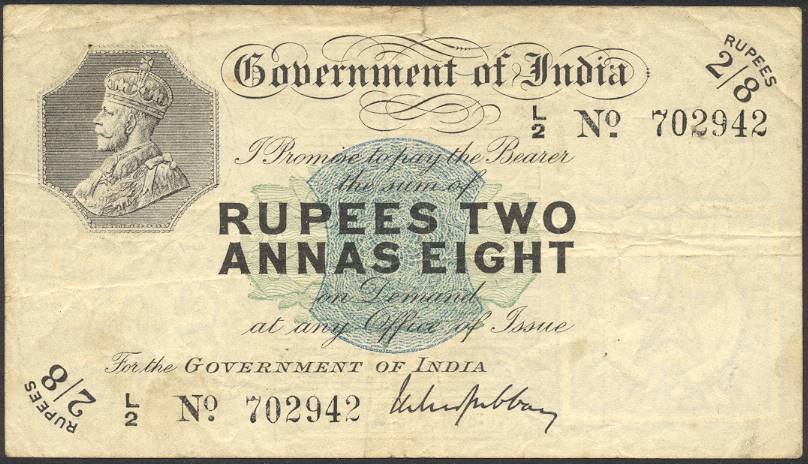 Government of India
RUPEES
2/8
L/2 No. 702942
I Promise to pay the Bearer
the sum of
RUPEES TWO
ANNAS EIGHT
on Demand
at any Office of Issue
For the GOVERNMENT OF INDIA
RUPEES
2/8
L/2 No. 702942